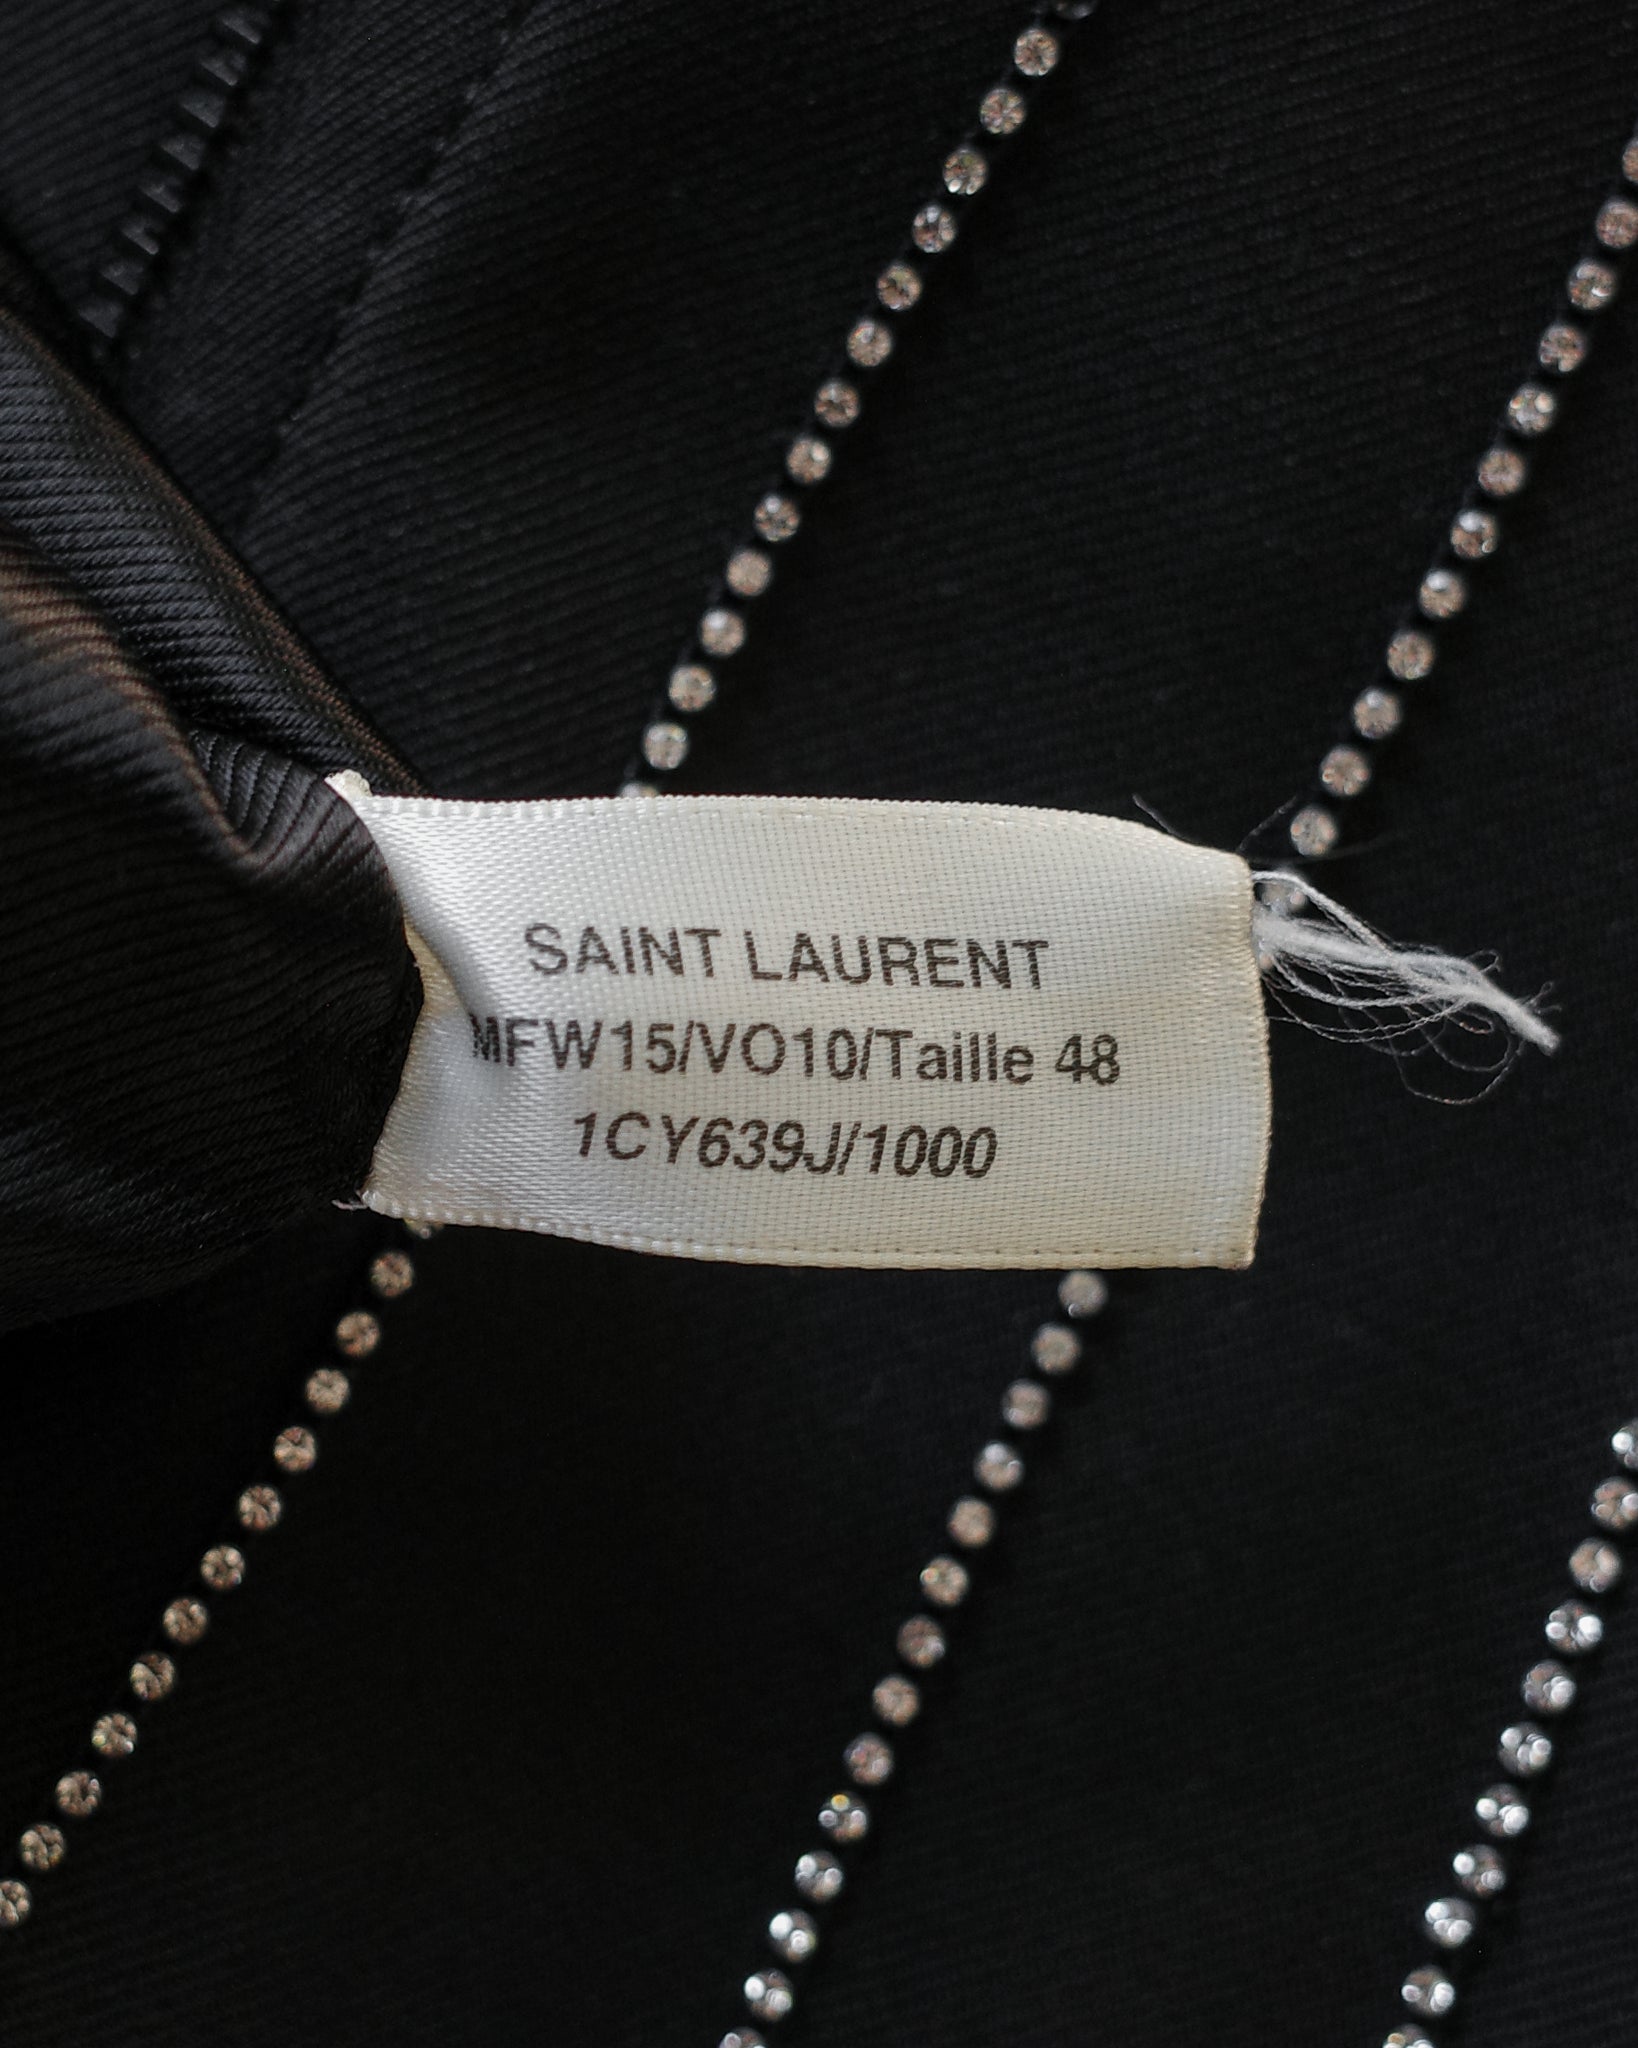 SAINT LAURENT
MFW15/VO10/Taille 48
1CY639J/1000